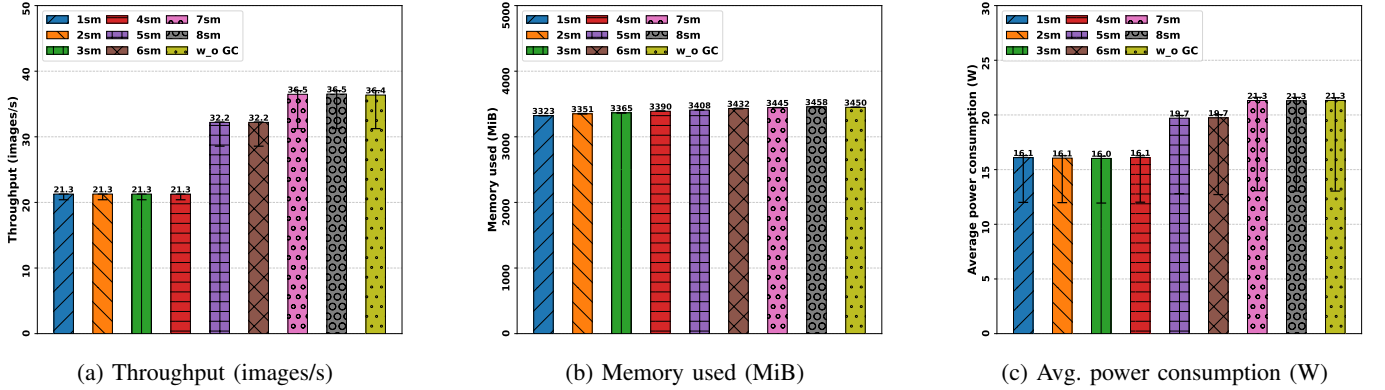 Throughput (images/s)
50
40
30
20
10
0
1sm 4sm 7sm
2sm 5sm 8sm
3sm 6sm w_o GC
21.3 21.3 21.3 21.3 32.2 32.2 36.5 36.5 36.4
(a) Throughput (images/s)
Memory used (MiB)
5000
4000
3000
2000
1000
0
1sm 4sm 7sm
2sm 5sm 8sm
3sm 6sm w_o GC
3323 3351 3365 3390 3408 3432 3445 3458 3450
(b) Memory used (MiB)
Average power consumption (W)
30
25
20
15
10
5
0
1sm 4sm 7sm
2sm 5sm 8sm
3sm 6sm w_o GC
16.1 16.1 16.0 16.1 19.7 19.7 21.3 21.3 21.3
(c) Avg. power consumption (W)